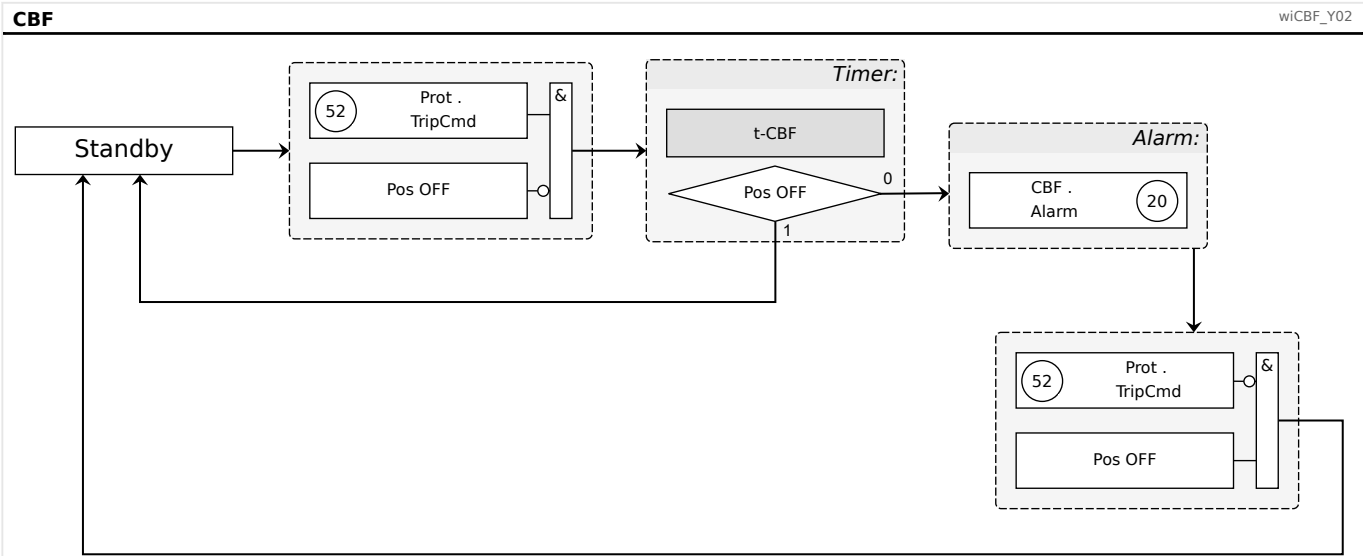 CBF
wiCBF_Y02
Standby
52
Prot .
TripCmd
&
Pos OFF
Timer:
t-CBF
Pos OFF
0
1
Alarm:
CBF .
Alarm
20
52
Prot .
TripCmd
&
Pos OFF